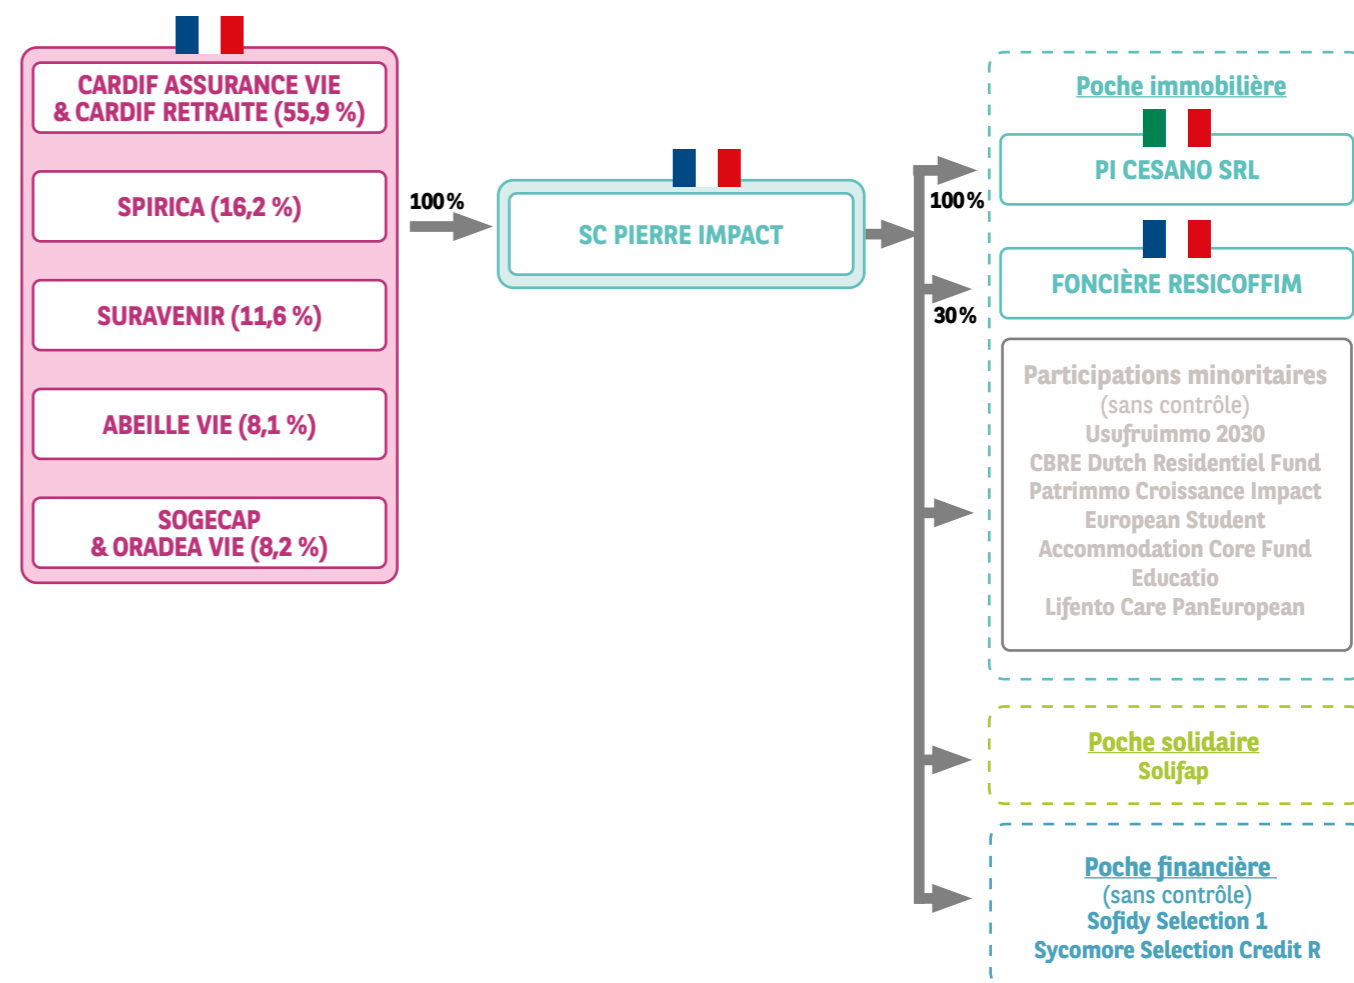 CARDIF ASSURANCE VIE
& CARDIF RETRAITE (55,9 %)
SPIRICA (16,2 %)
SURAVENIR (11,6 %)
ABEILLE VIE (8,1 %)
SOGECAP
& ORADEA VIE (8,2 %)
100 %
SC PIERRE IMPACT
100 %
30 %
Poche immobilière
PI CESANO SRL
FONCIÈRE RESICOFFIM
Participations minoritaires
(sans contrôle)
Usufruimmo 2030
CBRE Dutch Residentiel Fund
Patrimmo Croissance Impact
European Student
Accommodation Core Fund
Educatio
Lifento Care PanEuropean
Poche solidaire
Solifap
Poche financière
(sans contrôle)
Sofidy Selection 1
Sycomore Selection Credit R